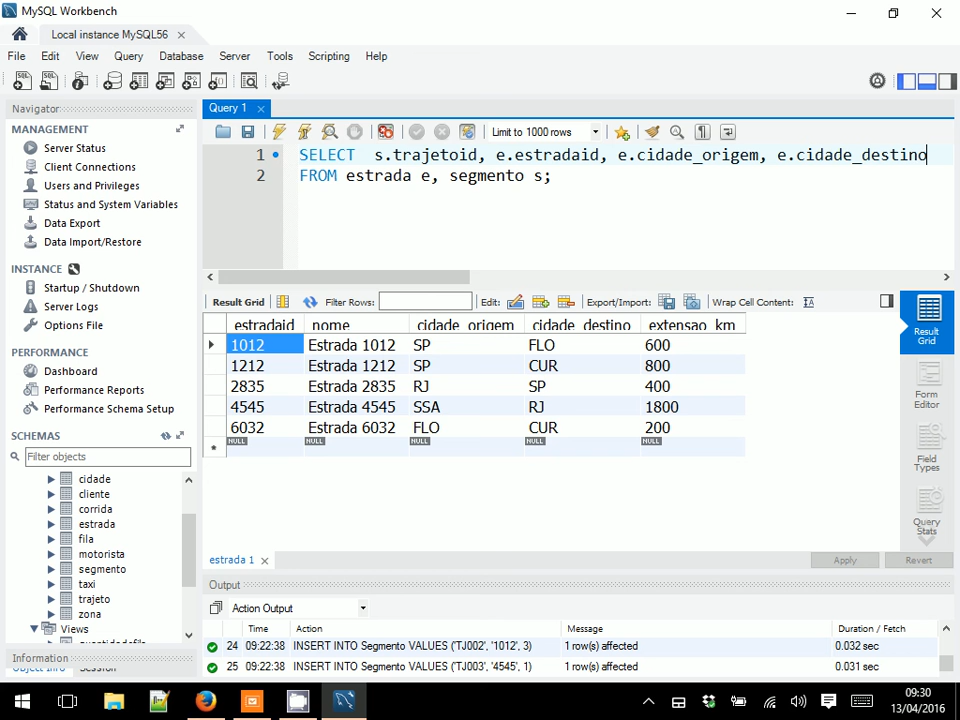 MySQL Workbench
Local instance MySQL56
File Edit View Query Database Server Tools Scripting Help
Navigator
MANAGEMENT
Server Status
Client Connections
Users and Privileges
Status and System Variables
Data Export
Data Import/Restore
INSTANCE
Startup / Shutdown
Server Logs
Options File
PERFORMANCE
Dashboard
Performance Reports
Performance Schema Setup
SCHEMAS
Filter objects
cidade
cliente
corrida
estrada
fila
motorista
segmento
taxi
trajeto
zona
Views
Information
Query 1
Limit to 1000 rows
1 SELECT s.trajetoid, e.estradaid, e.cidade_origem, e.cidade_destino
2 FROM estrada e, segmento s;
Result Grid Filter Rows: Edit: Export/Import: Wrap Cell Content:
estradaid nome cidade_origem cidade_destino extensao_km
1012 Estrada 1012 SP FLO 600
1212 Estrada 1212 SP CUR 800
2835 Estrada 2835 RJ SP 400
4545 Estrada 4545 SSA RJ 1800
6032 Estrada 6032 FLO CUR 200
NULL NULL NULL NULL NULL
Result Grid
Form Editor
Field Types
Query Stats
estrada 1
Apply Revert
Output
Action Output
Time Action Message Duration / Fetch
24 09:22:38 INSERT INTO Segmento VALUES ('TJ002', '1012', 3) 1 row(s) affected 0.032 sec
25 09:22:38 INSERT INTO Segmento VALUES ('TJ003', '4545', 1) 1 row(s) affected 0.031 sec
09:30
13/04/2016